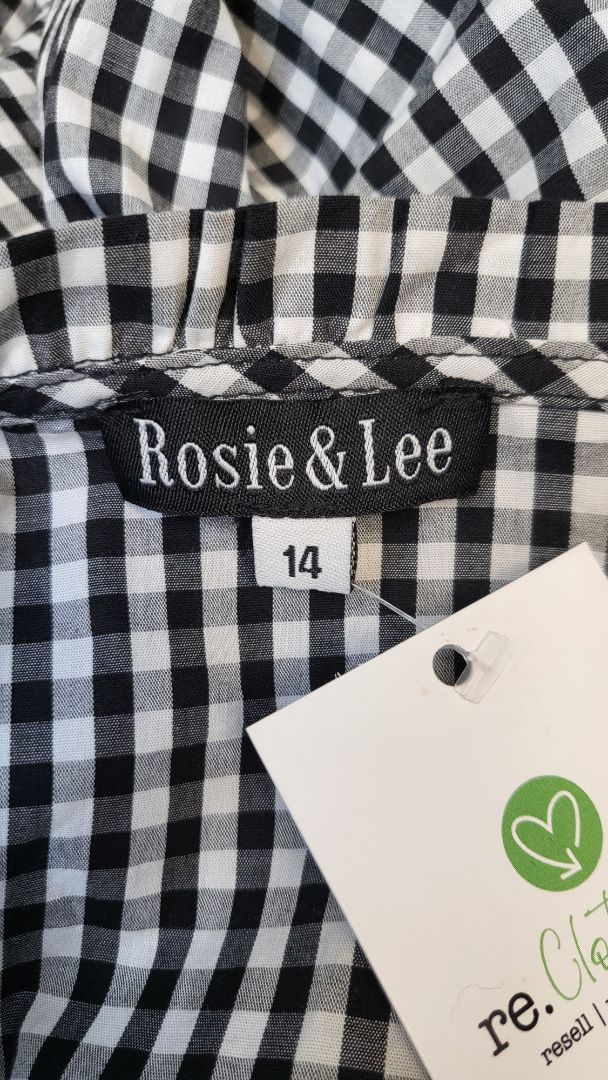 Rosie & Lee
14
re.
resell |